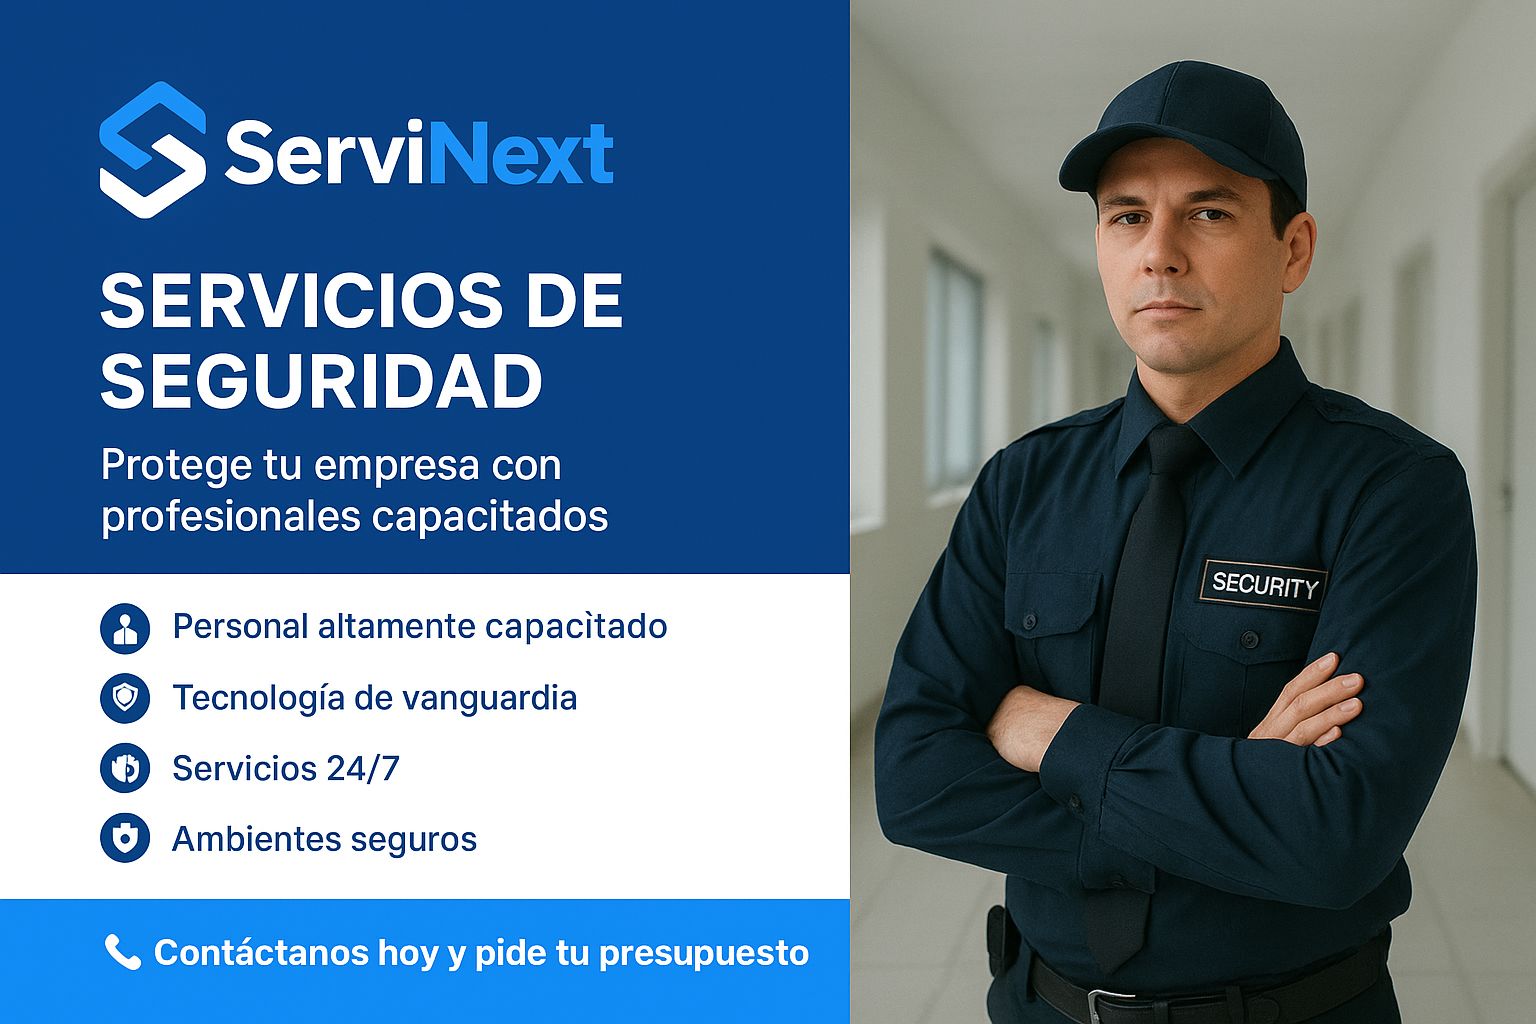 ServiNext
SERVICIOS DE
SEGURIDAD
Protege tu empresa con
profesionales capacitados
Personal altamente capacìtado
Tecnología de vanguardia
Servicios 24/7
Ambientes seguros
Contáctanos hoy y pide tu presupuesto
SECURITY